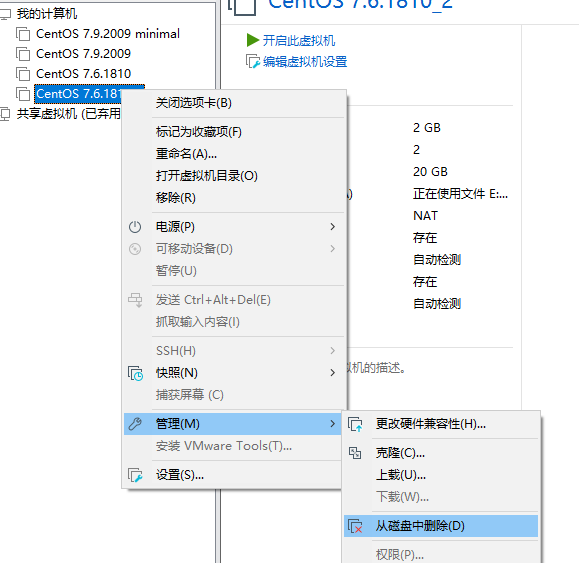 我的计算机
CentOS 7.9.2009 minimal
CentOS 7.9.2009
CentOS 7.6.1810
CentOS 7.6.181
共享虚拟机 (已弃用
CentOS 7.6.1810_2
开启此虚拟机
编辑虚拟机设置
2 GB
2
20 GB
正在使用文件 E:...
NAT
存在
自动检测
存在
自动检测
拟机的描述。
关闭选项卡(B)
标记为收藏项(F)
重命名(A)...
打开虚拟机目录(O)
移除(R)
电源(P)
可移动设备(D)
暂停(U)
发送 Ctrl+Alt+Del(E)
抓取输入内容(I)
SSH(H)
快照(N)
捕获屏幕 (C)
管理(M)
安装 VMware Tools(T)...
设置(S)...
更改硬件兼容性(H)...
克隆(C)...
上载(U)...
下载(W)...
从磁盘中删除(D)
权限(P)...